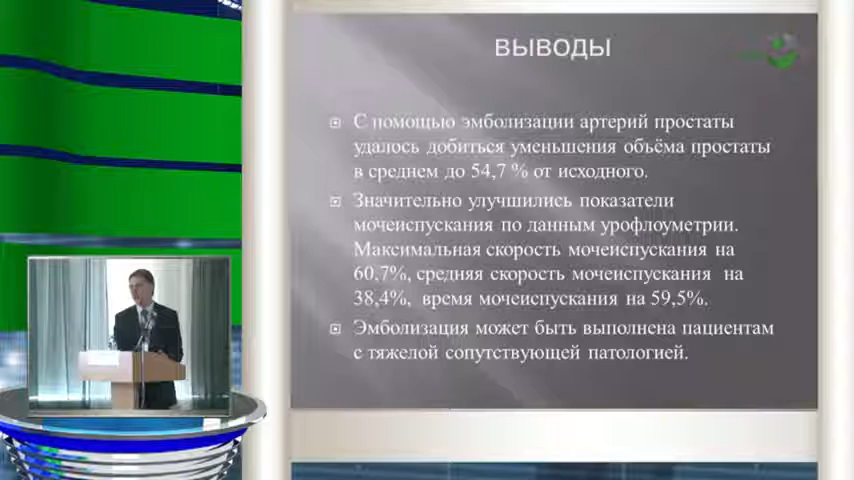 ВЫВОДЫ
С помощью эмболизации артерий простаты
удалось добиться уменьшения объёма простаты
в среднем до 54,7 % от исходного.
Значительно улучшились показатели
мочеиспускания по данным урофлоуметрии.
Максимальная скорость мочеиспускания на
60,7%, средняя скорость мочеиспускания на
38,4%, время мочеиспускания на 59,5%.
Эмболизация может быть выполнена пациентам
с тяжелой сопутствующей патологией.